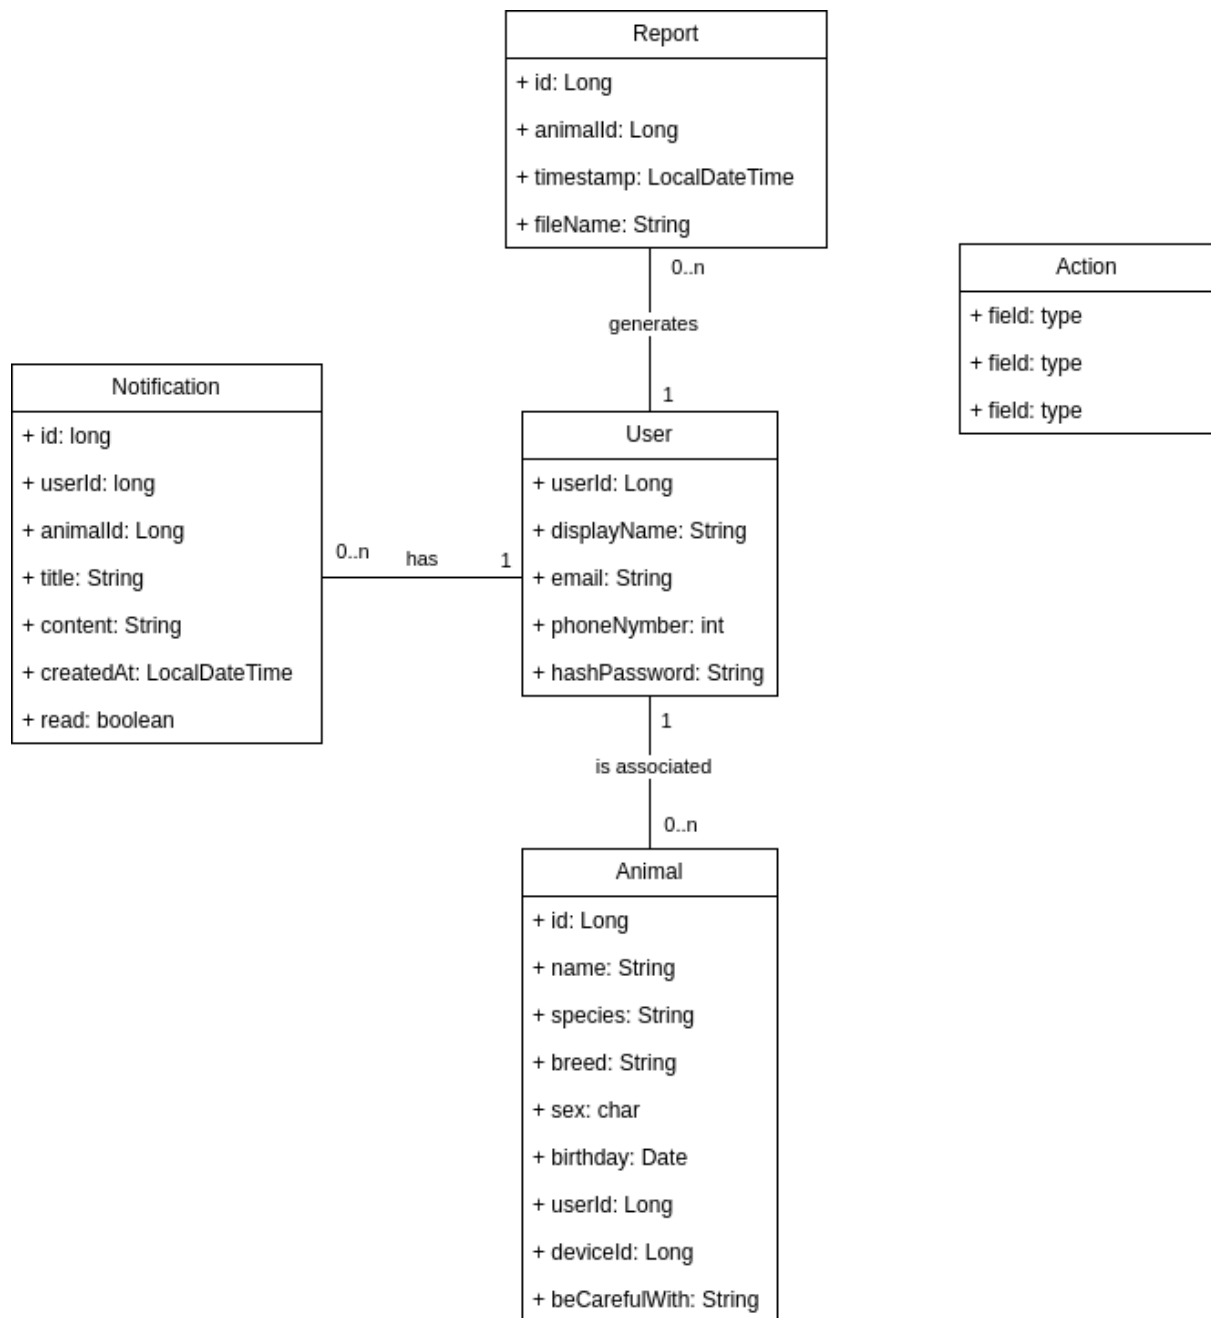 Report
+ id: Long
+ animalId: Long
+ timestamp: LocalDateTime
+ fileName: String
0..n
generates
1
Action
+ field: type
+ field: type
+ field: type
Notification
+ id: long
+ userId: long
+ animalId: Long
+ title: String
+ content: String
+ createdAt: LocalDateTime
+ read: boolean
0..n
has
1
User
+ userId: Long
+ displayName: String
+ email: String
+ phoneNymber: int
+ hashPassword: String
1
is associated
0..n
Animal
+ id: Long
+ name: String
+ species: String
+ breed: String
+ sex: char
+ birthday: Date
+ userId: Long
+ deviceId: Long
+ beCarefulWith: String